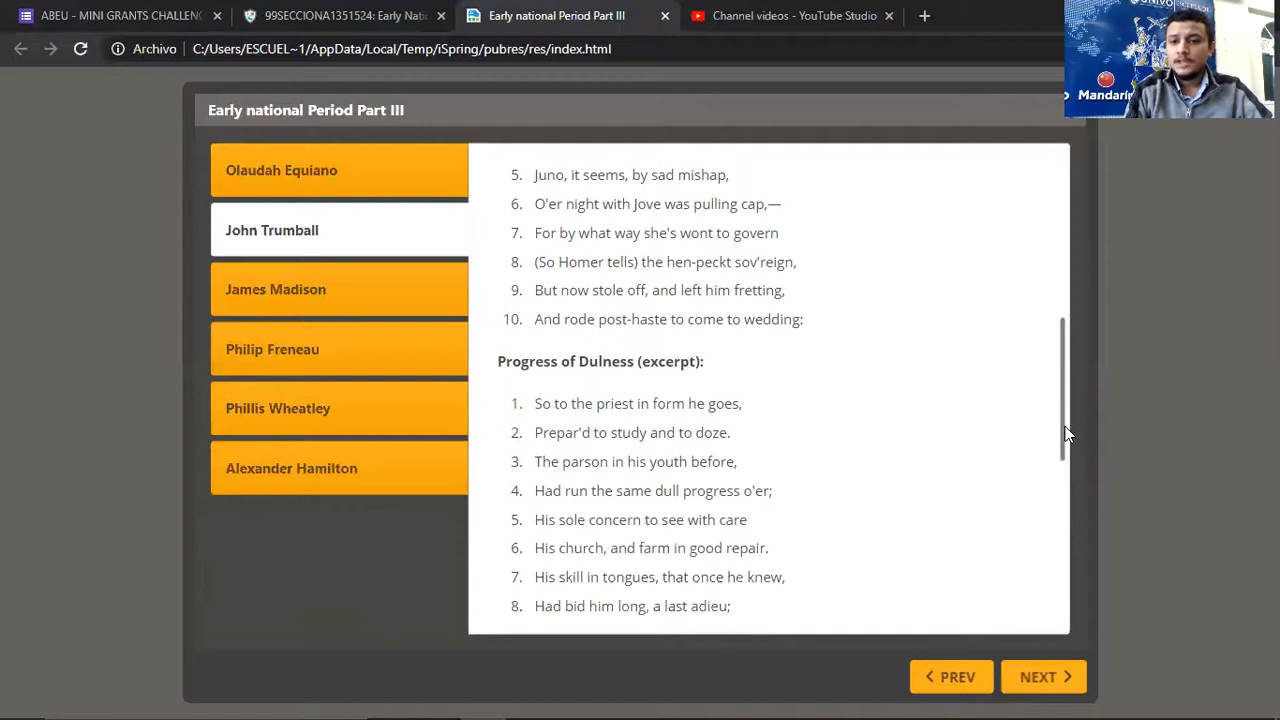 ABEU - MINI GRANTS CHALLENG
99SECCIONA1351524: Early Nati
Early national Period Part III
Channel videos - YouTube Studio
Archivo
C:/Users/ESCUEL~1/AppData/Local/Temp/iSpring/pubres/res/index.html
UNIVO
Mandarín
Early national Period Part III
Olaudah Equiano
John Trumball
James Madison
Philip Freneau
Phillis Wheatley
Alexander Hamilton
5. Juno, it seems, by sad mishap,
6. O'er night with Jove was pulling cap,—
7. For by what way she's wont to govern
8. (So Homer tells) the hen-peckt sov'reign,
9. But now stole off, and left him fretting,
10. And rode post-haste to come to wedding:
Progress of Dulness (excerpt):
1. So to the priest in form he goes,
2. Prepar'd to study and to doze.
3. The parson in his youth before,
4. Had run the same dull progress o'er;
5. His sole concern to see with care
6. His church, and farm in good repair.
7. His skill in tongues, that once he knew,
8. Had bid him long, a last adieu;
PREV
NEXT